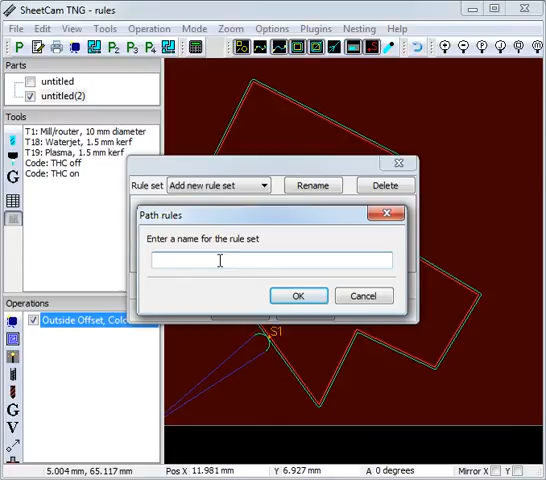 SheetCam TNG - rules
File Edit View Tools Operation Mode Zoom Options Plugins Nesting Help
P P₂ P₃ P₄
Parts
untitled
untitled(2)
Tools
T1: Mill/router, 10 mm diameter
T18: Waterjet, 1.5 mm kerf
T19: Plasma, 1.5 mm kerf
Code: THC off
Code: THC on
G
Rule set Add new rule set Rename Delete
Path rules
Enter a name for the rule set
OK Cancel
Operations
Outside Offset, Colo
S1
G
V
5.004 mm, 65.117 mm Pos X 11.981 mm Y 6.927 mm A 0 degrees Mirror X Y